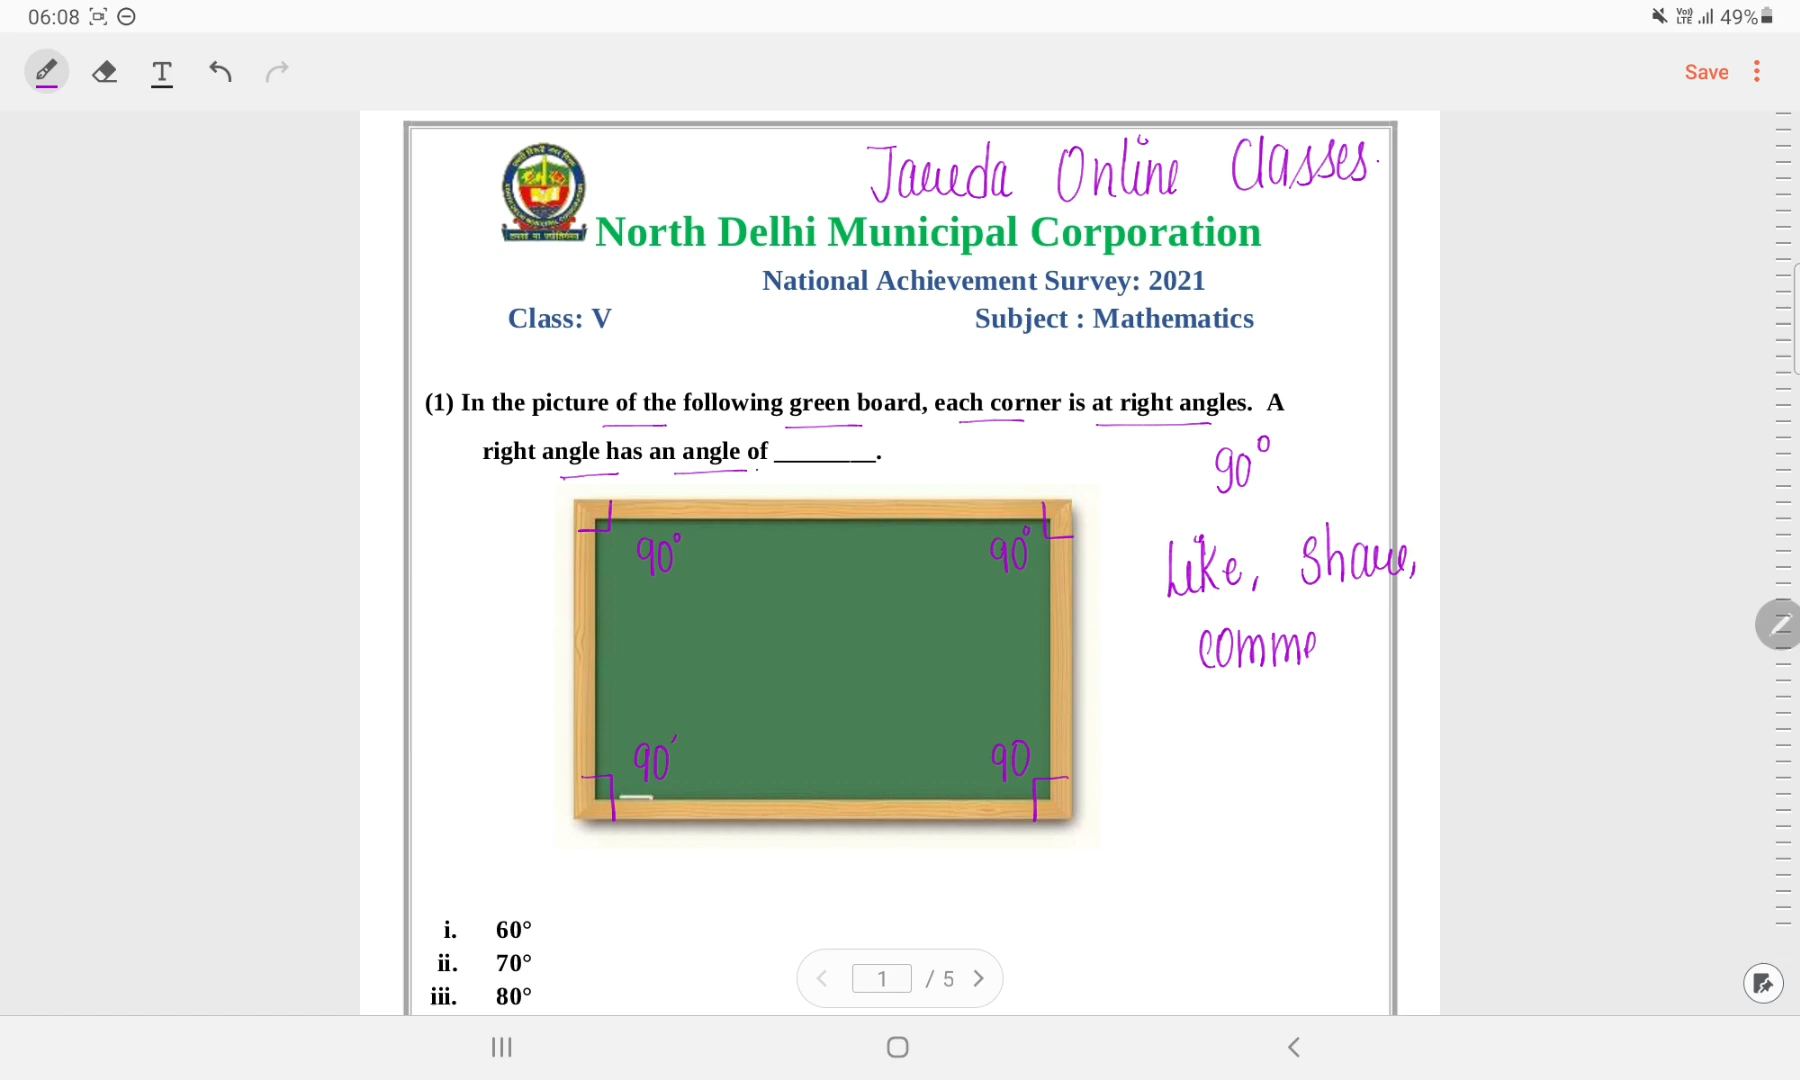 06:08
Vo)) LTE 49%
T
Save
Online Classes.
North Delhi Municipal Corporation
National Achievement Survey: 2021
Class: V Subject : Mathematics
(1) In the picture of the following green board, each corner is at right angles. A
right angle has an angle of ________.
90°
90° 90°
Like, Share,
comme
90° 90
i. 60°
ii. 70°
iii. 80°
1 / 5